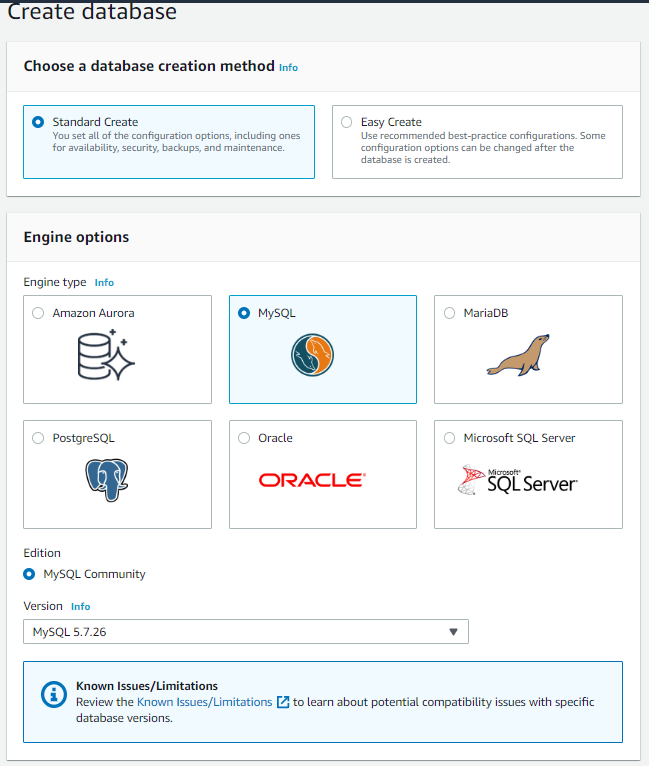 Create database
Choose a database creation method Info
Standard Create
You set all of the configuration options, including ones
for availability, security, backups, and maintenance.
Easy Create
Use recommended best-practice configurations. Some
configuration options can be changed after the
database is created.
Engine options
Engine type Info
Amazon Aurora
MySQL
MariaDB
PostgreSQL
Oracle
ORACLE
Microsoft SQL Server
Microsoft
SQL Server
Edition
MySQL Community
Version Info
MySQL 5.7.26
Known Issues/Limitations
Review the Known Issues/Limitations to learn about potential compatibility issues with specific
database versions.